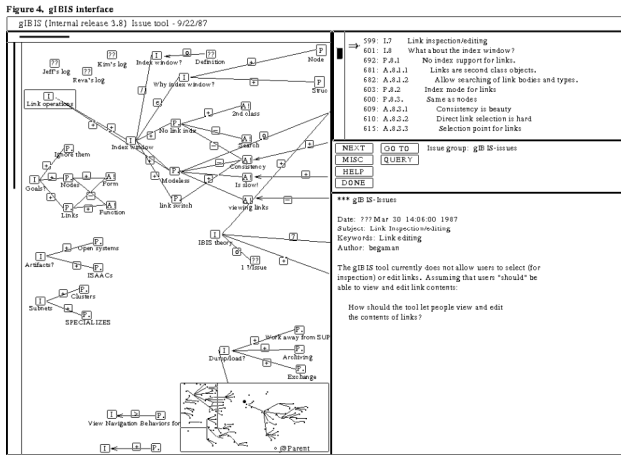 Figure 4, gIBIS interface
gIBIS (Internal release 3.8) Issue tool - 9/22/87
??
Jeff's log
??
Reva's log
??
Kim's log
I
Index window?
o
??
Definition
P
Node
I
Why index window?
P
Struc
I
Link operations
A!
2nd class
P.
No link indx
A!
Search
I
Index window
P.
Modeless
A!
Consistency
A!
Is slow!
P.
link switch
A!
viewing links
P.
Ignore them
I
Goals?
P.
Nodes
A!
Form
P.
Links
A!
Function
I
IBIS theory
?
??
1 ?/Issue
I
Artifacts?
P.
Open systems
P.
ISAACs
I
Subnets
P.
Clusters
P.
SPECIALIZES
I
Dump/load?
P.
Work away from SUP
P.
Archiving
P.
Exchange
I
P.
View Navigation Behaviors for
I
P.
@Parent
599: I.7 Link inspection/editing
601: I.8 What about the index window?
692: P.8.1 No index support for links.
681: A.8.1.1 Links are second class objects.
682: A.8.1.2 Allow searching of link bodies and types.
603: P.8.2 Index mode for links
600: P.8.3. Same as nodes
609: A.8.3.1 Consistency is beauty
610: A.8.3.2 Direct link selection is hard
615: A.8.3.3 Selection point for links
NEXT GO TO Issue group: gIBIS-issues
MISC QUERY
HELP
DONE
*** gIBIS-Issues
Date: ??? Mar 30 14:06:00 1987
Subject: Link Inspection/editing
Keywords: Link editing
Author: begeman
The gIBIS tool currently does not allow users to select (for
inspection) or edit links. Assuming that users "should" be
able to view and edit link contents:
How should the tool let people view and edit
the contents of links?